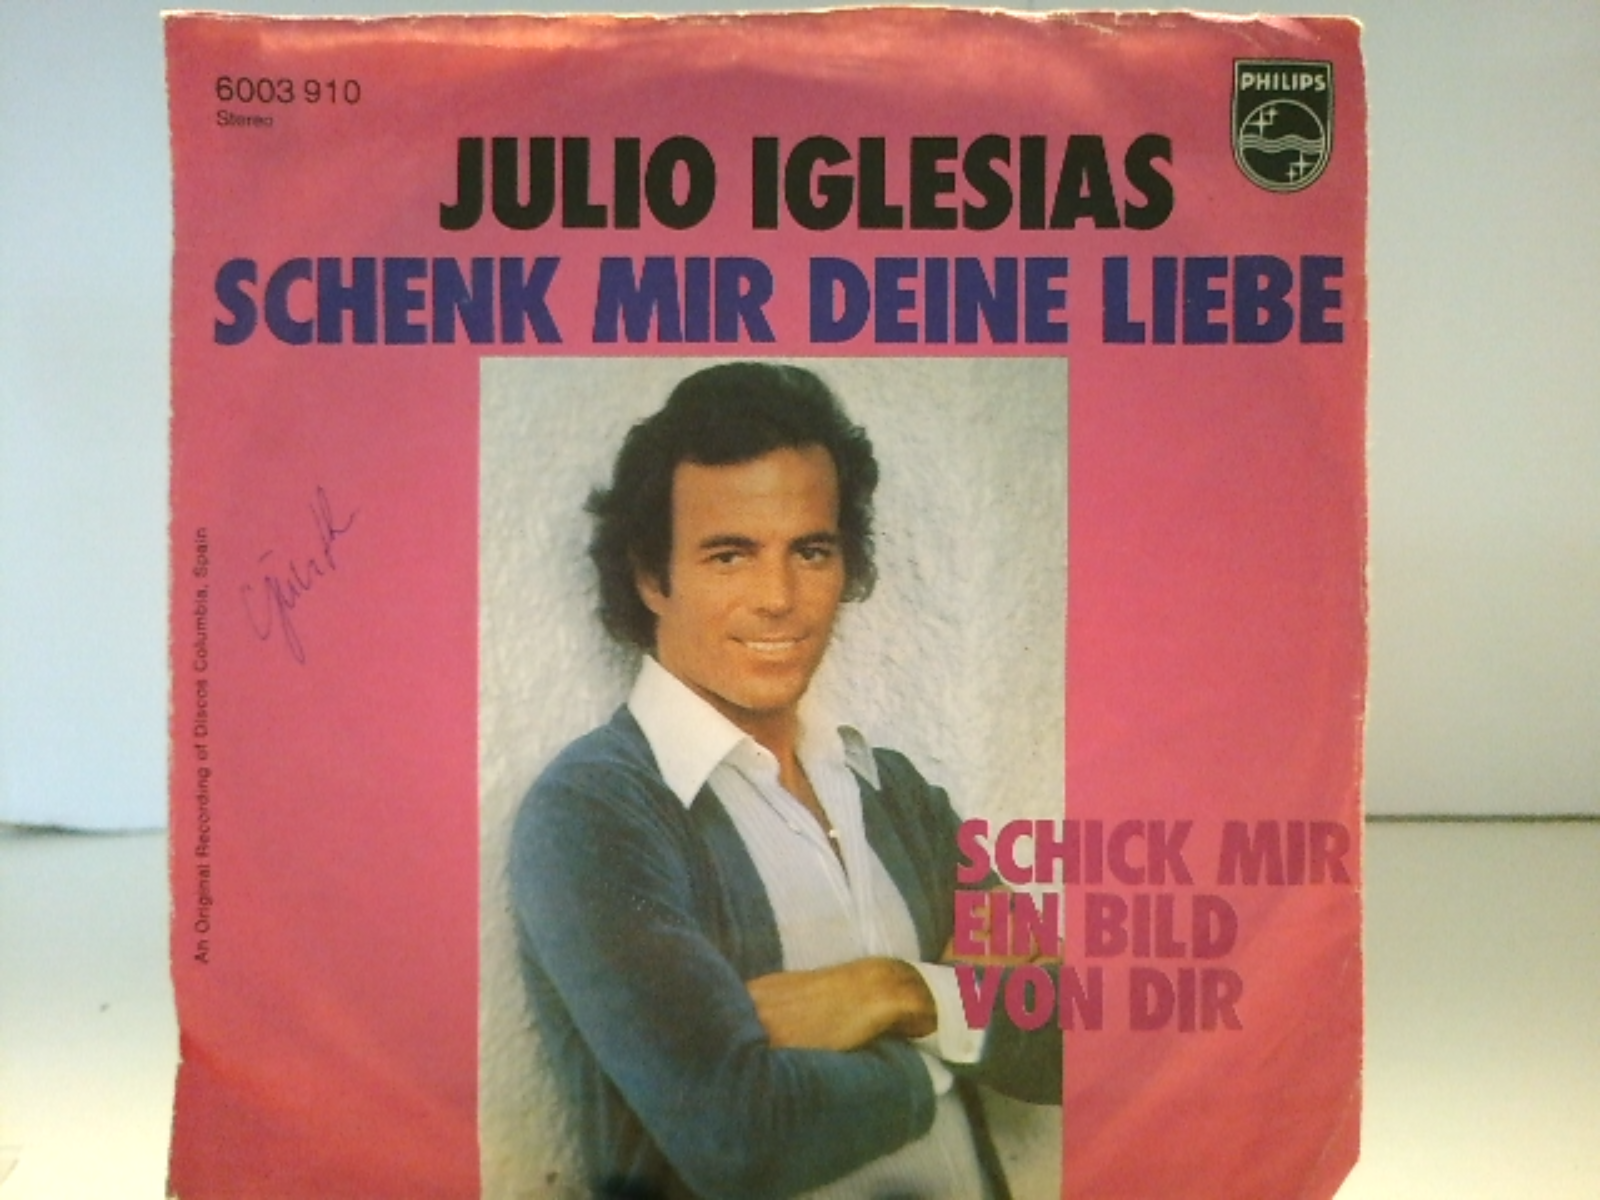 6003 910
Stereo
PHILIPS
JULIO IGLESIAS
SCHENK MIR DEINE LIEBE
An Original Recording of Discos Columbia, Spain
SCHICK MIR
EIN BILD
VON DIR